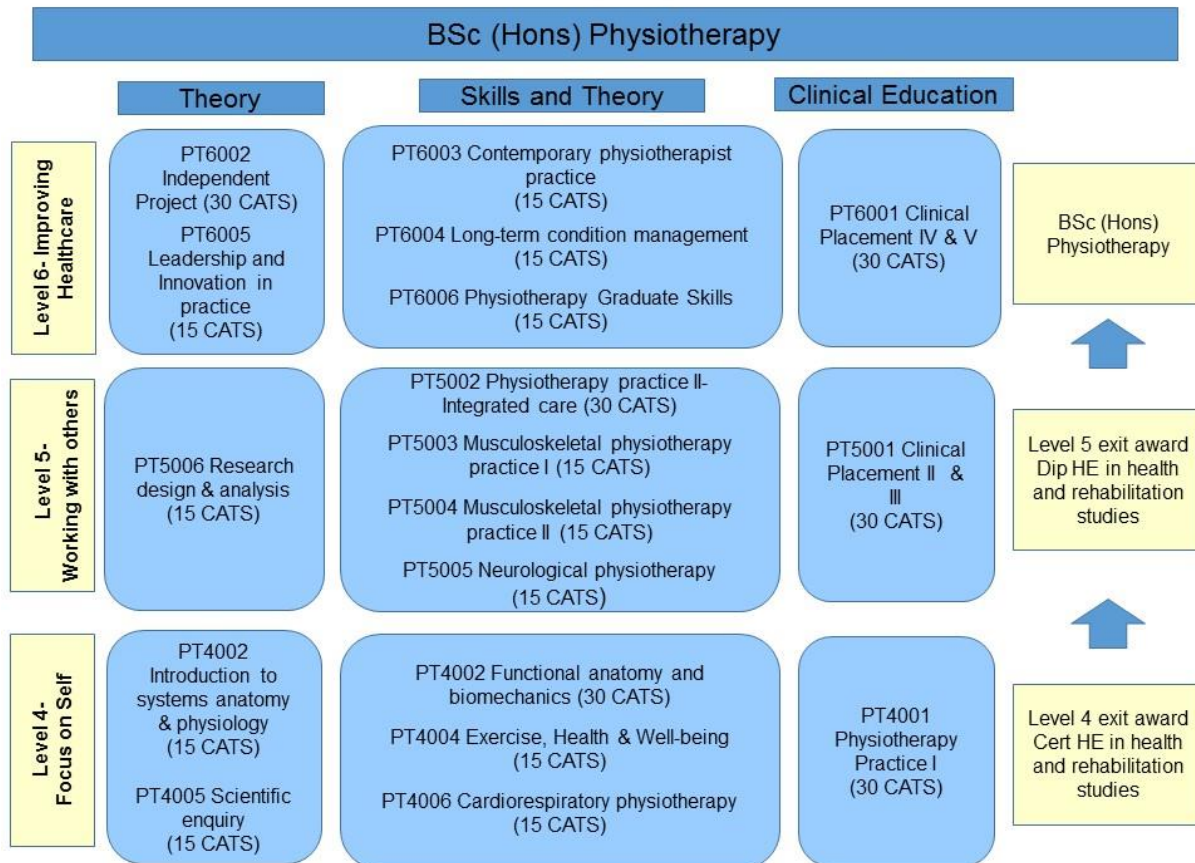 BSc (Hons) Physiotherapy
Theory
Skills and Theory
Clinical Education
Level 6- Improving
Healthcare
PT6002
Independent
Project (30 CATS)
PT6005
Leadership and
Innovation in
practice
(15 CATS)
PT6003 Contemporary physiotherapist
practice
(15 CATS)
PT6004 Long-term condition management
(15 CATS)
PT6006 Physiotherapy Graduate Skills
(15 CATS)
PT6001 Clinical
Placement IV & V
(30 CATS)
BSc (Hons)
Physiotherapy
Level 5-
Working with others
PT5006 Research
design & analysis
(15 CATS)
PT5002 Physiotherapy practice II-
Integrated care (30 CATS)
PT5003 Musculoskeletal physiotherapy
practice I (15 CATS)
PT5004 Musculoskeletal physiotherapy
practice II (15 CATS)
PT5005 Neurological physiotherapy
(15 CATS)
PT5001 Clinical
Placement II &
III
(30 CATS)
Level 5 exit award
Dip HE in health
and rehabilitation
studies
Level 4-
Focus on Self
PT4002
Introduction to
systems anatomy
& physiology
(15 CATS)
PT4005 Scientific
enquiry
(15 CATS)
PT4002 Functional anatomy and
biomechanics (30 CATS)
PT4004 Exercise, Health & Well-being
(15 CATS)
PT4006 Cardiorespiratory physiotherapy
(15 CATS)
PT4001
Physiotherapy
Practice I
(30 CATS)
Level 4 exit award
Cert HE in health
and rehabilitation
studies